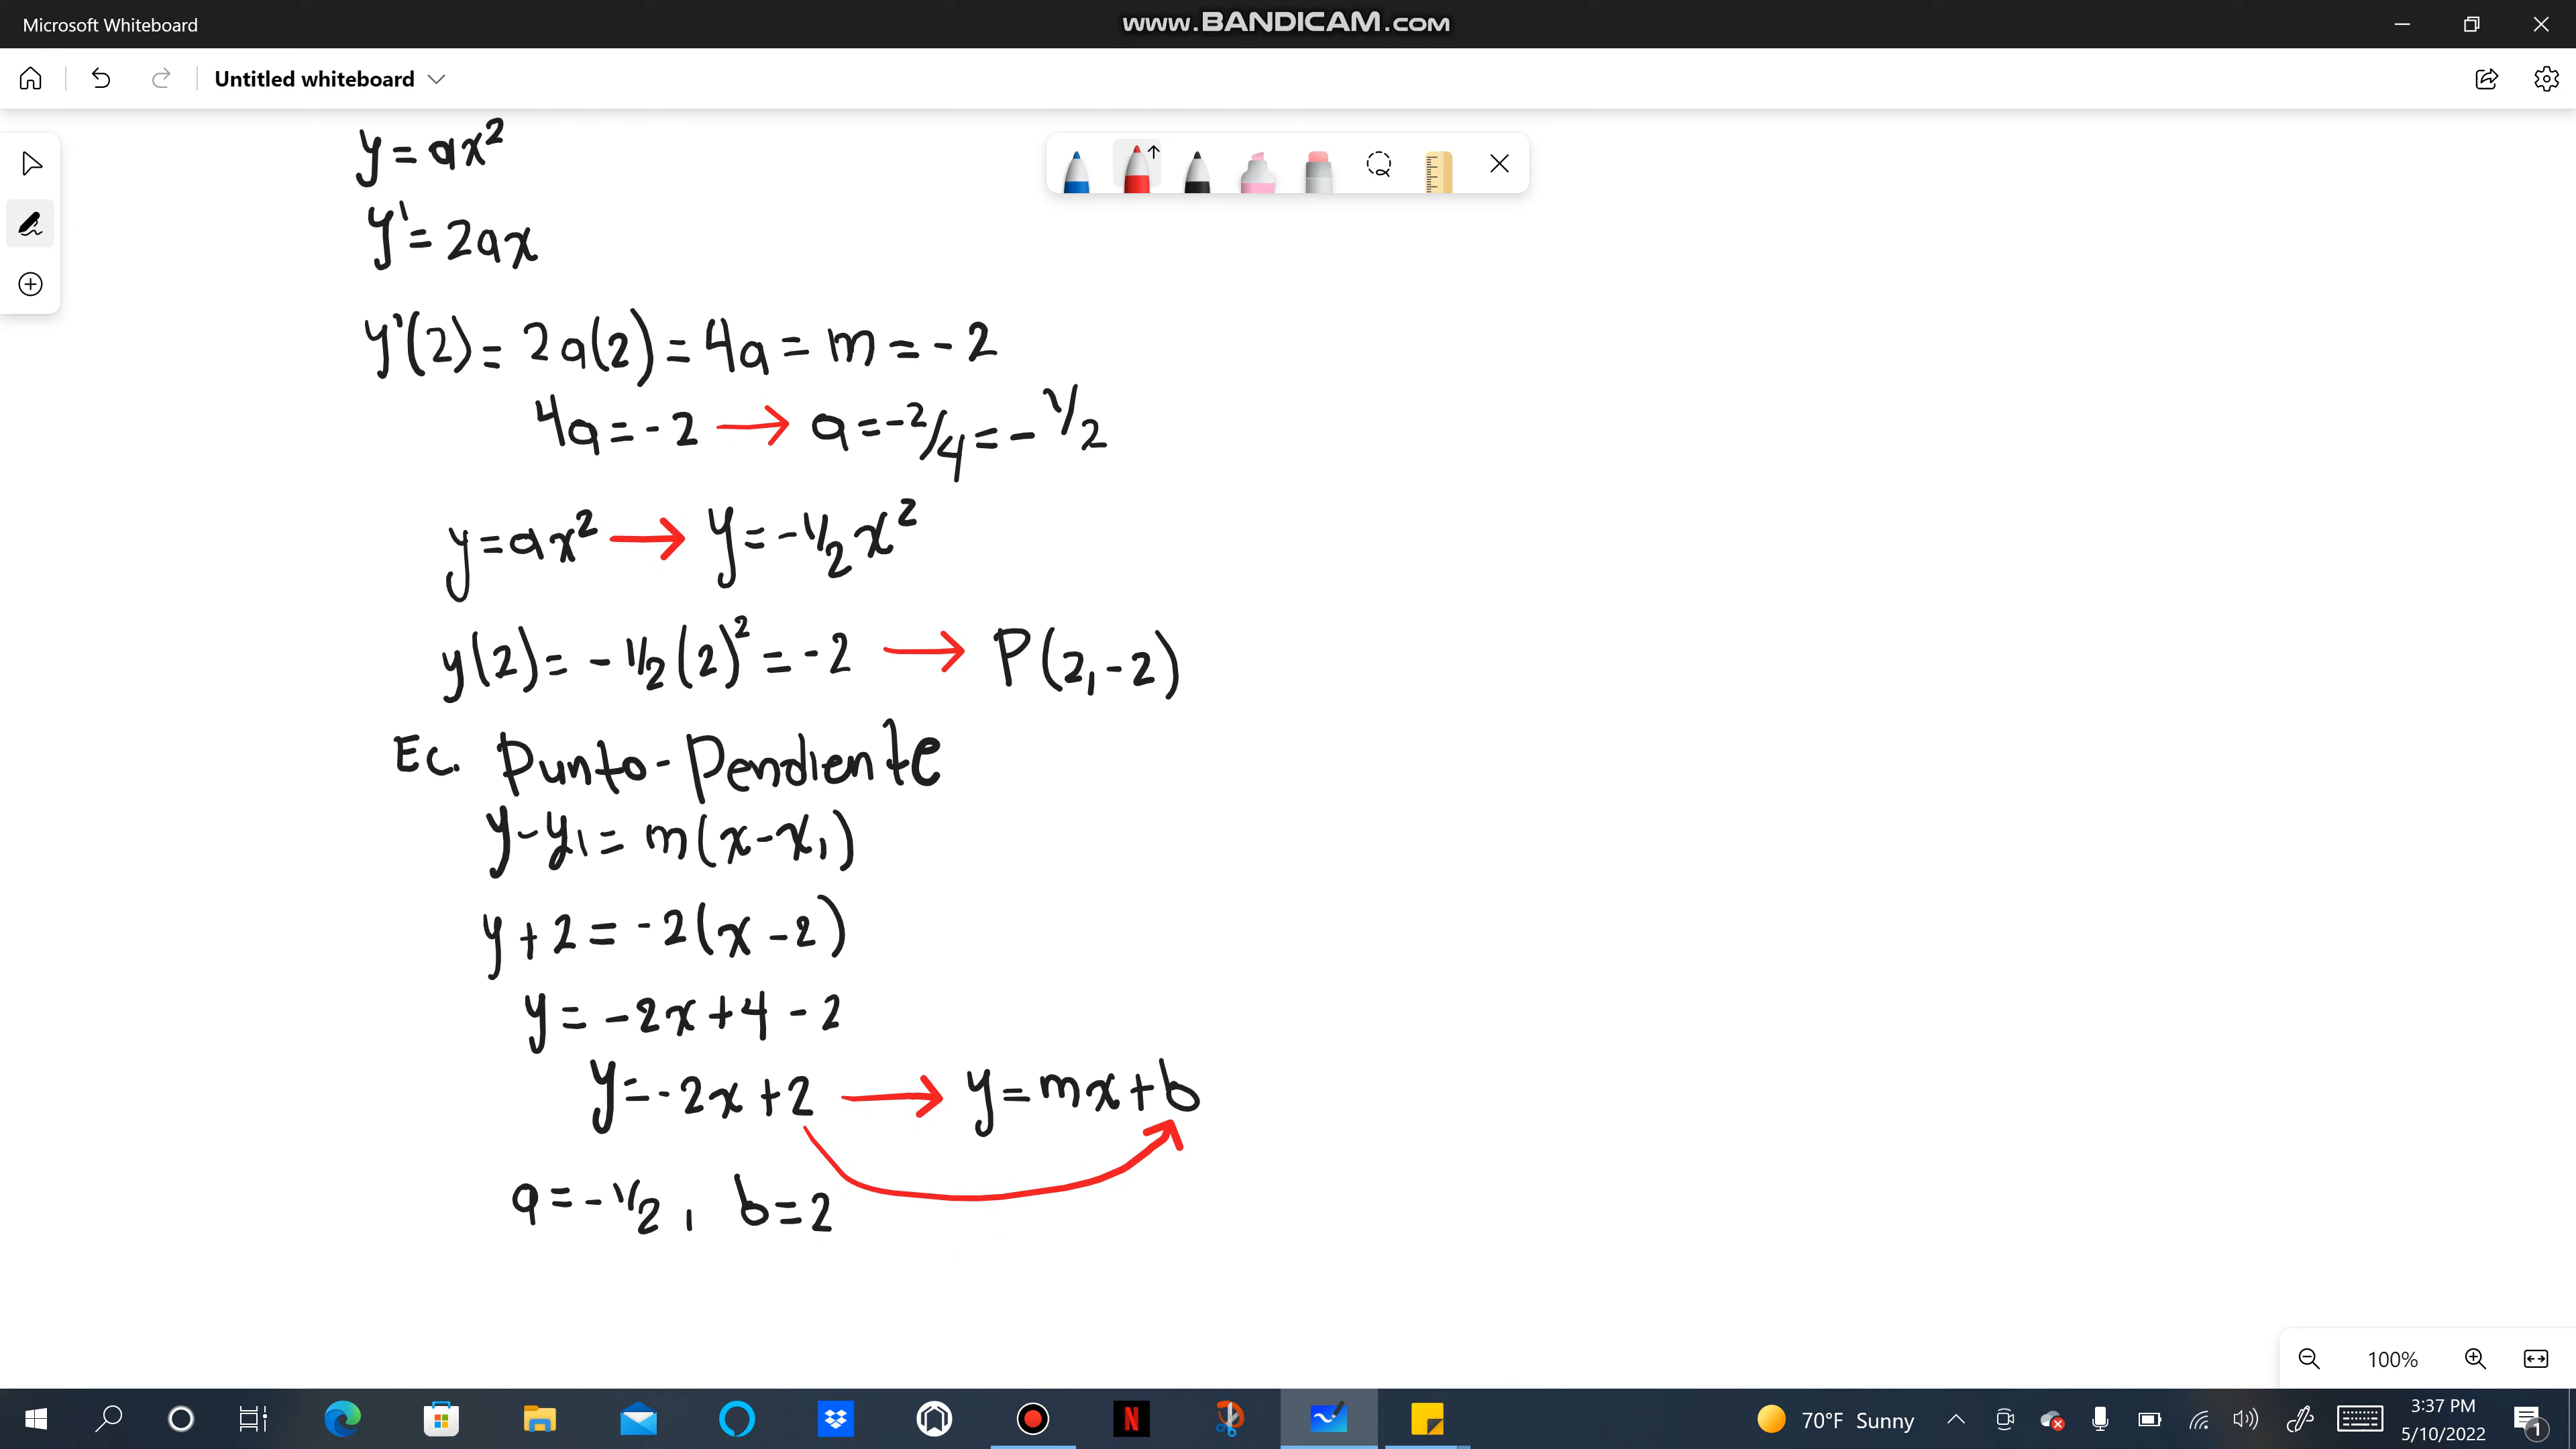 Microsoft Whiteboard
www.BANDICAM.com
Untitled whiteboard
y = ax²
y' = 2ax
y'(2) = 2a(2) = 4a = m = -2
4a = -2 → a = -2/4 = -1/2
y = ax² → y = -1/2 x²
y(2) = -1/2 (2)² = -2 → P(2,-2)
Ec. Punto-Pendiente
y - y₁ = m(x - x₁)
y + 2 = -2(x - 2)
y = -2x + 4 - 2
y = -2x + 2 → y = mx + b
a = -1/2, b = 2
100%
70°F Sunny
3:37 PM
5/10/2022
1